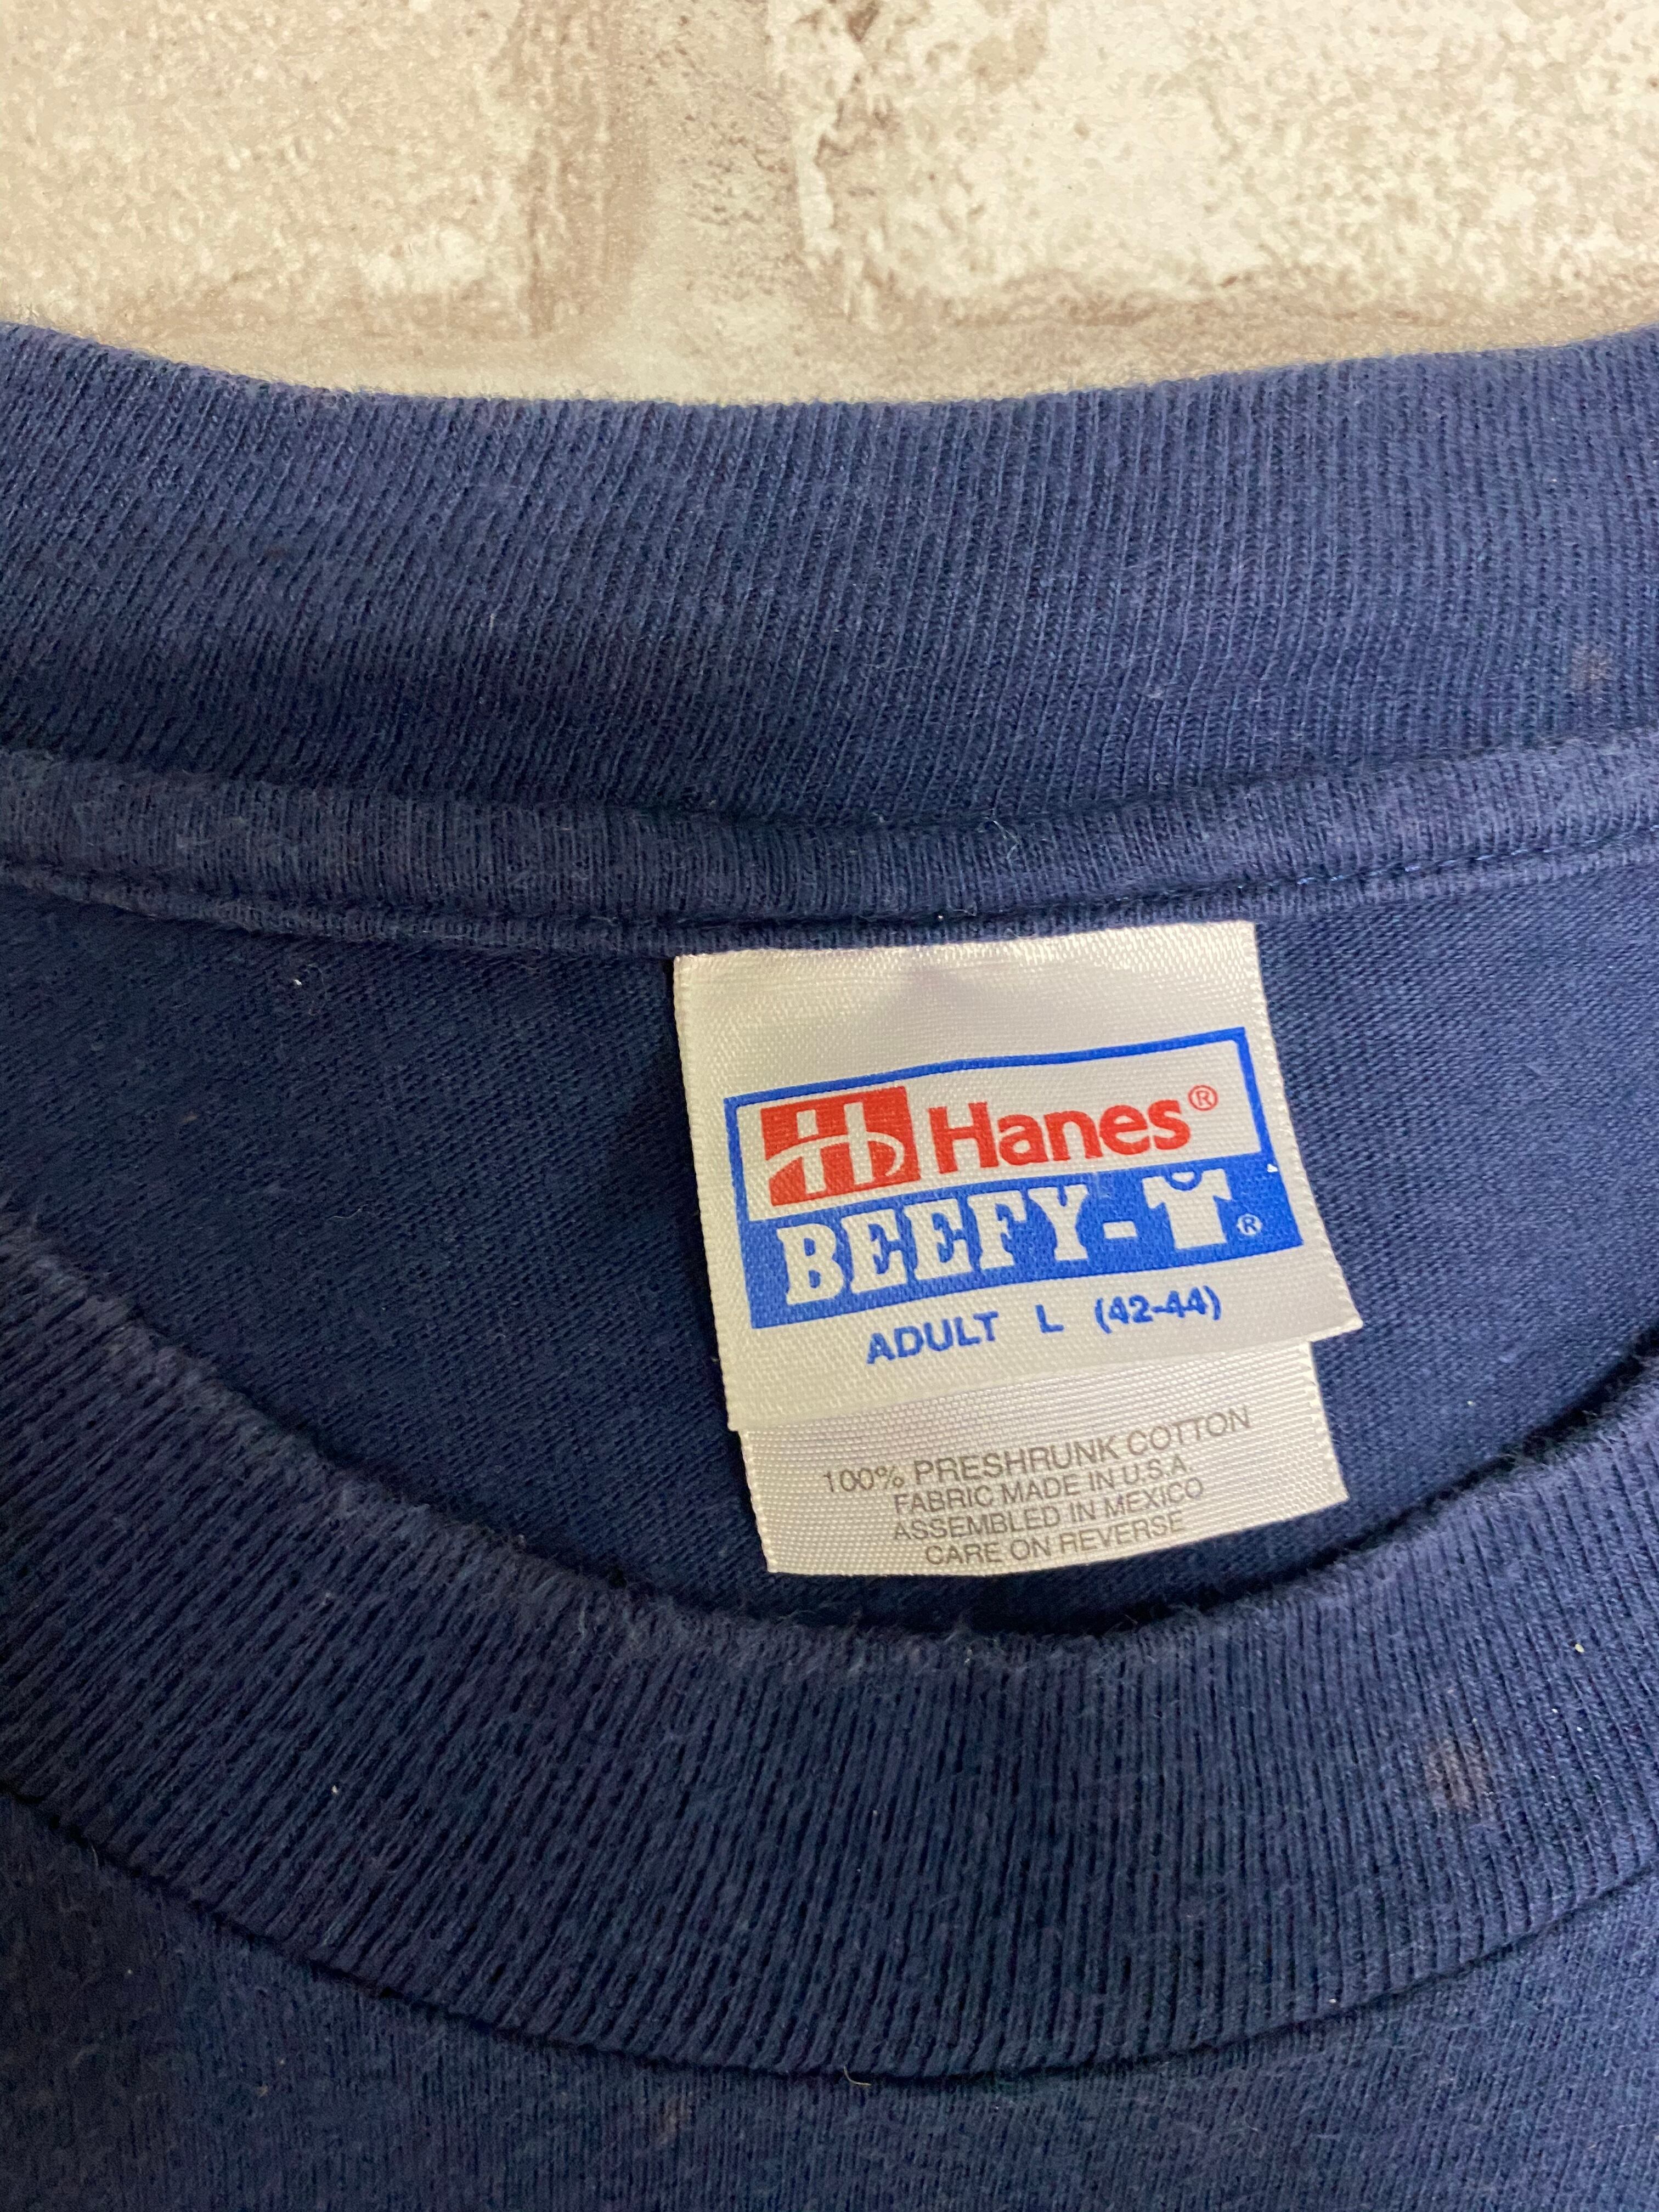 H Hanes®
BEEFY-T®
ADULT L (42-44)
100% PRESHRUNK COTTON
FABRIC MADE IN U.S.A.
ASSEMBLED IN MEXICO
CARE ON REVERSE